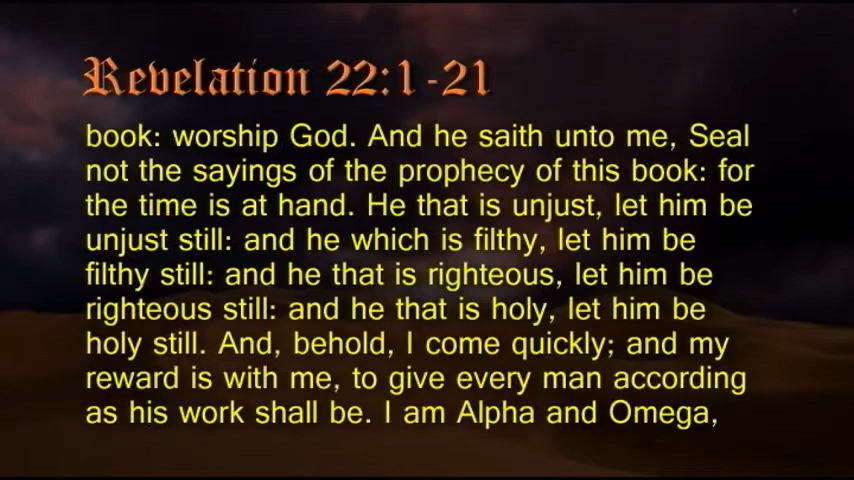 Revelation 22:1-21
book: worship God. And he saith unto me, Seal
not the sayings of the prophecy of this book: for
the time is at hand. He that is unjust, let him be
unjust still: and he which is filthy, let him be
filthy still: and he that is righteous, let him be
righteous still: and he that is holy, let him be
holy still. And, behold, I come quickly; and my
reward is with me, to give every man according
as his work shall be. I am Alpha and Omega,